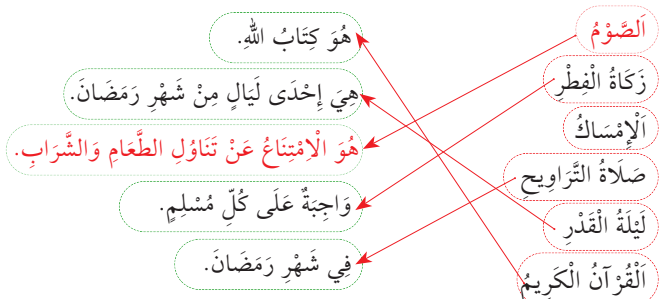 اَلصَّوْمُ
زَكَاةُ الْفِطْرِ
اَلْإِمْسَاكُ
صَلَاةُ التَّرَاوِيحِ
لَيْلَةُ الْقَدْرِ
اَلْقُرْآنُ الْكَرِيمُ
هُوَ كِتَابُ اللهِ.
هِيَ إِحْدَى لَيَالٍ مِنْ شَهْرِ رَمَضَانَ.
هُوَ الْاِمْتِنَاعُ عَنْ تَنَاوُلِ الطَّعَامِ وَالشَّرَابِ.
وَاجِبَةٌ عَلَى كُلِّ مُسْلِمٍ.
فِي شَهْرِ رَمَضَانَ.